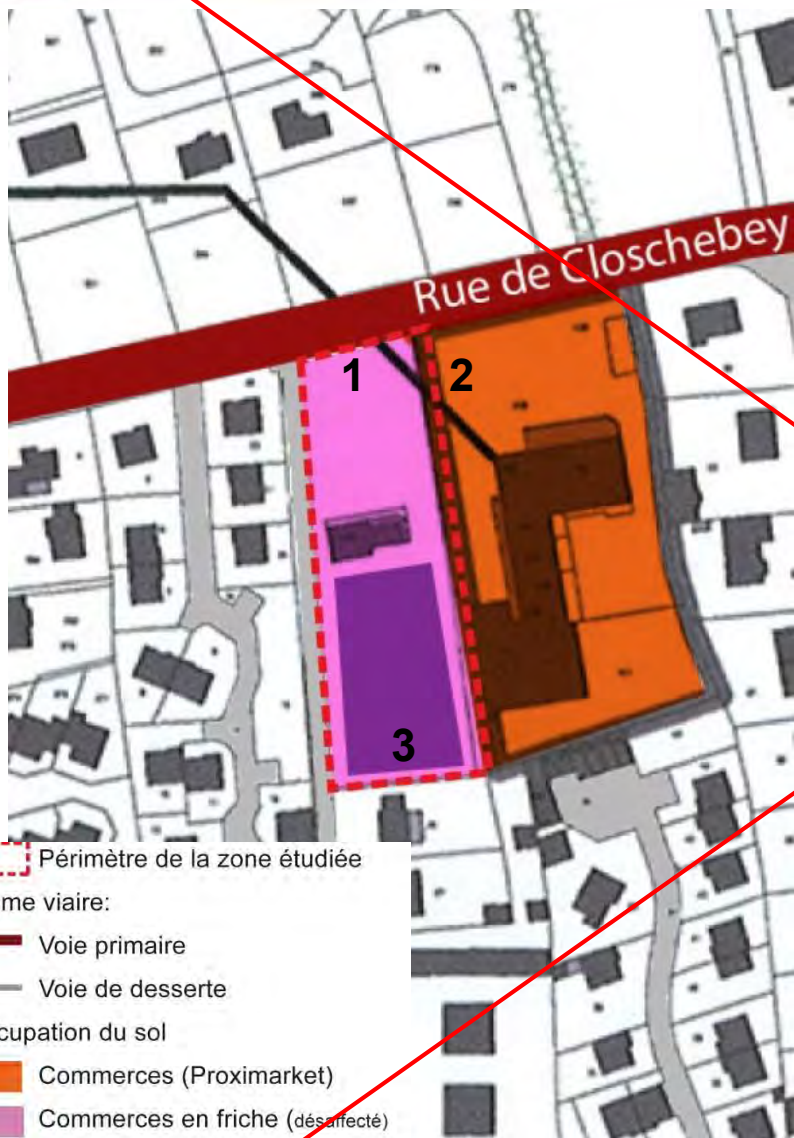 Rue de Closchebey
1 2
3
Périmètre de la zone étudiée
me viaire:
Voie primaire
Voie de desserte
cupation du sol
Commerces (Proximarket)
Commerces en friche (désaffecté)